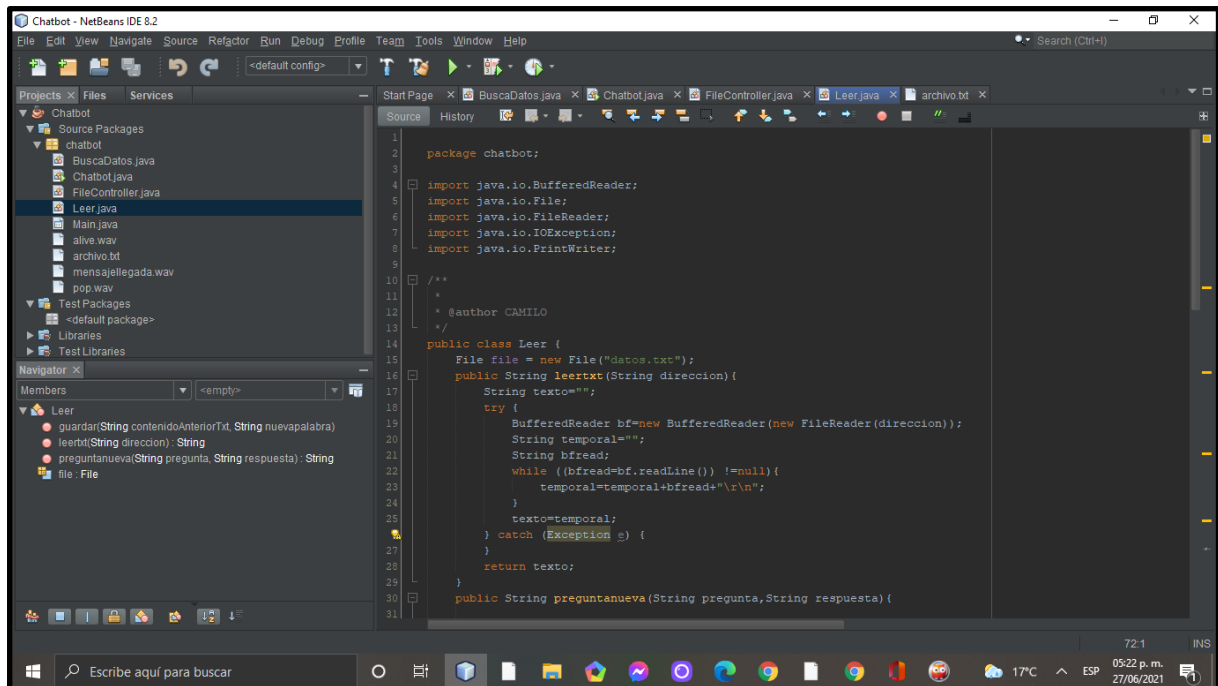 Chatbot - NetBeans IDE 8.2
File Edit View Navigate Source Refactor Run Debug Profile Team Tools Window Help
Search (Ctrl+I)
<default config>
Projects Files Services
Start Page BuscaDatos.java Chatbot.java FileController.java Leer.java archivo.txt
Source History
Chatbot
Source Packages
chatbot
BuscaDatos.java
Chatbot.java
FileController.java
Leer.java
Main.java
alive.wav
archivo.txt
mensajellegada.wav
pop.wav
Test Packages
<default package>
Libraries
Test Libraries
Navigator
Members <empty>
Leer
guardar(String contenidoAnteriorTxt, String nuevapalabra)
leertxt(String direccion) : String
preguntanueva(String pregunta, String respuesta) : String
file : File
1
2 package chatbot;
3
4 import java.io.BufferedReader;
5 import java.io.File;
6 import java.io.FileReader;
7 import java.io.IOException;
8 import java.io.PrintWriter;
9
10 /**
11 *
12 * @author CAMILO
13 */
14 public class Leer {
15 File file = new File("datos.txt");
16 public String leertxt(String direccion){
17 String texto="";
18 try {
19 BufferedReader bf=new BufferedReader(new FileReader(direccion));
20 String temporal="";
21 String bfread;
22 while ((bfread=bf.readLine()) !=null){
23 temporal=temporal+bfread+"\r\n";
24 }
25 texto=temporal;
} catch (Exception e) {
27 }
28 return texto;
29 }
30 public String preguntanueva(String pregunta,String respuesta){
31
72:1 INS
Escribe aquí para buscar
17°C ESP
05:22 p. m.
27/06/2021